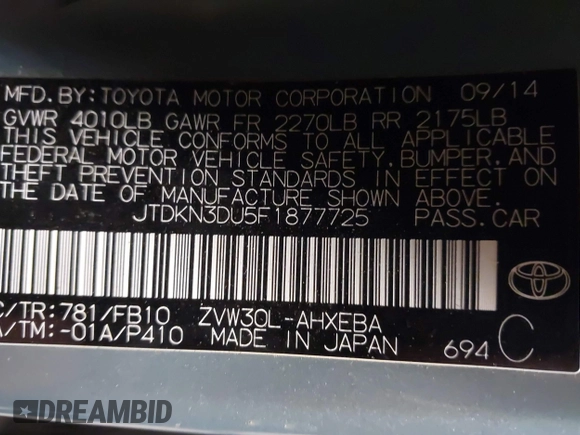 MFD.BY:TOYOTA MOTOR CORPORATION 09/14
GVWR 4010LB GAWR FR 2270LB RR 2175LB
THIS VEHICLE CONFORMS TO ALL APPLICABLE
FEDERAL MOTOR VEHICLE SAFETY,BUMPER,AND
THEFT PREVENTION STANDARDS IN EFFECT ON
THE DATE OF MANUFACTURE SHOWN ABOVE.
JTDKN3DU5F1877725 PASS.CAR
C/TR:781/FB10 ZVW30L-AHXEBA
A/TM:-01A/P410 MADE IN JAPAN 694 C
DREAMBID